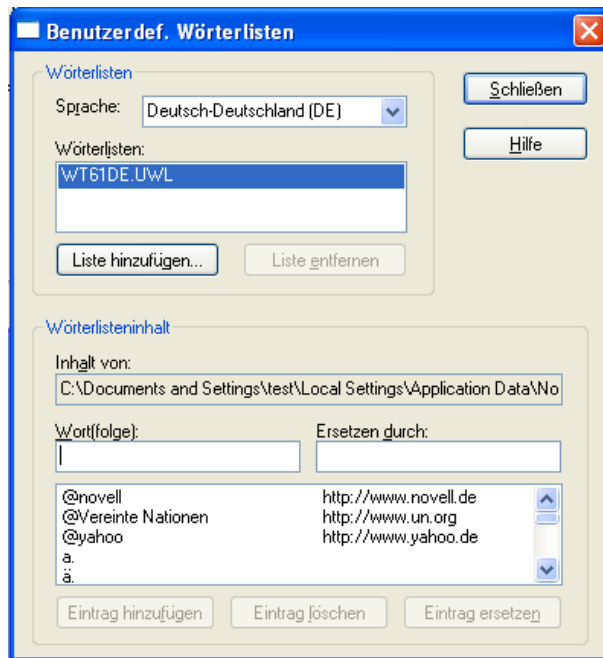 Benutzerdef. Wörterlisten
Wörterlisten
Sprache: Deutsch-Deutschland (DE)
Schließen
Wörterlisten:
Hilfe
WT61DE.UWL
Liste hinzufügen... Liste entfernen
Wörterlisteninhalt
Inhalt von:
C:\Documents and Settings\test\Local Settings\Application Data\No
Wort(folge): Ersetzen durch:
@novell http://www.novell.de
@Vereinte Nationen http://www.un.org
@yahoo http://www.yahoo.de
a.
ä.
Eintrag hinzufügen Eintrag löschen Eintrag ersetzen